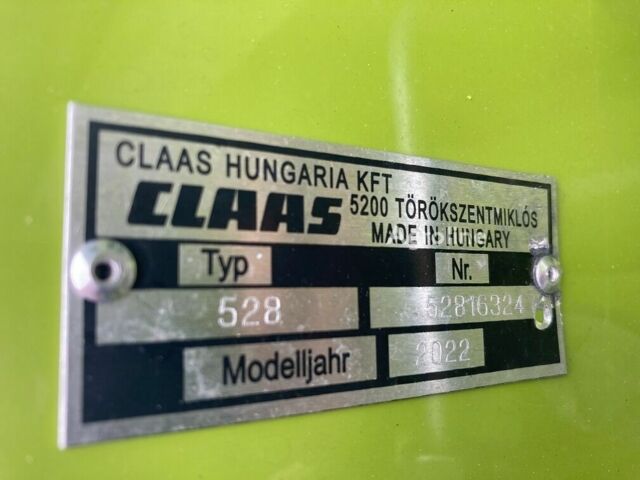 CLAAS HUNGARIA KFT
CLAAS 5200 TÖRÖKSZENTMIKLÓS
MADE IN HUNGARY
Typ Nr.
528 52816324
Modelljahr 2022